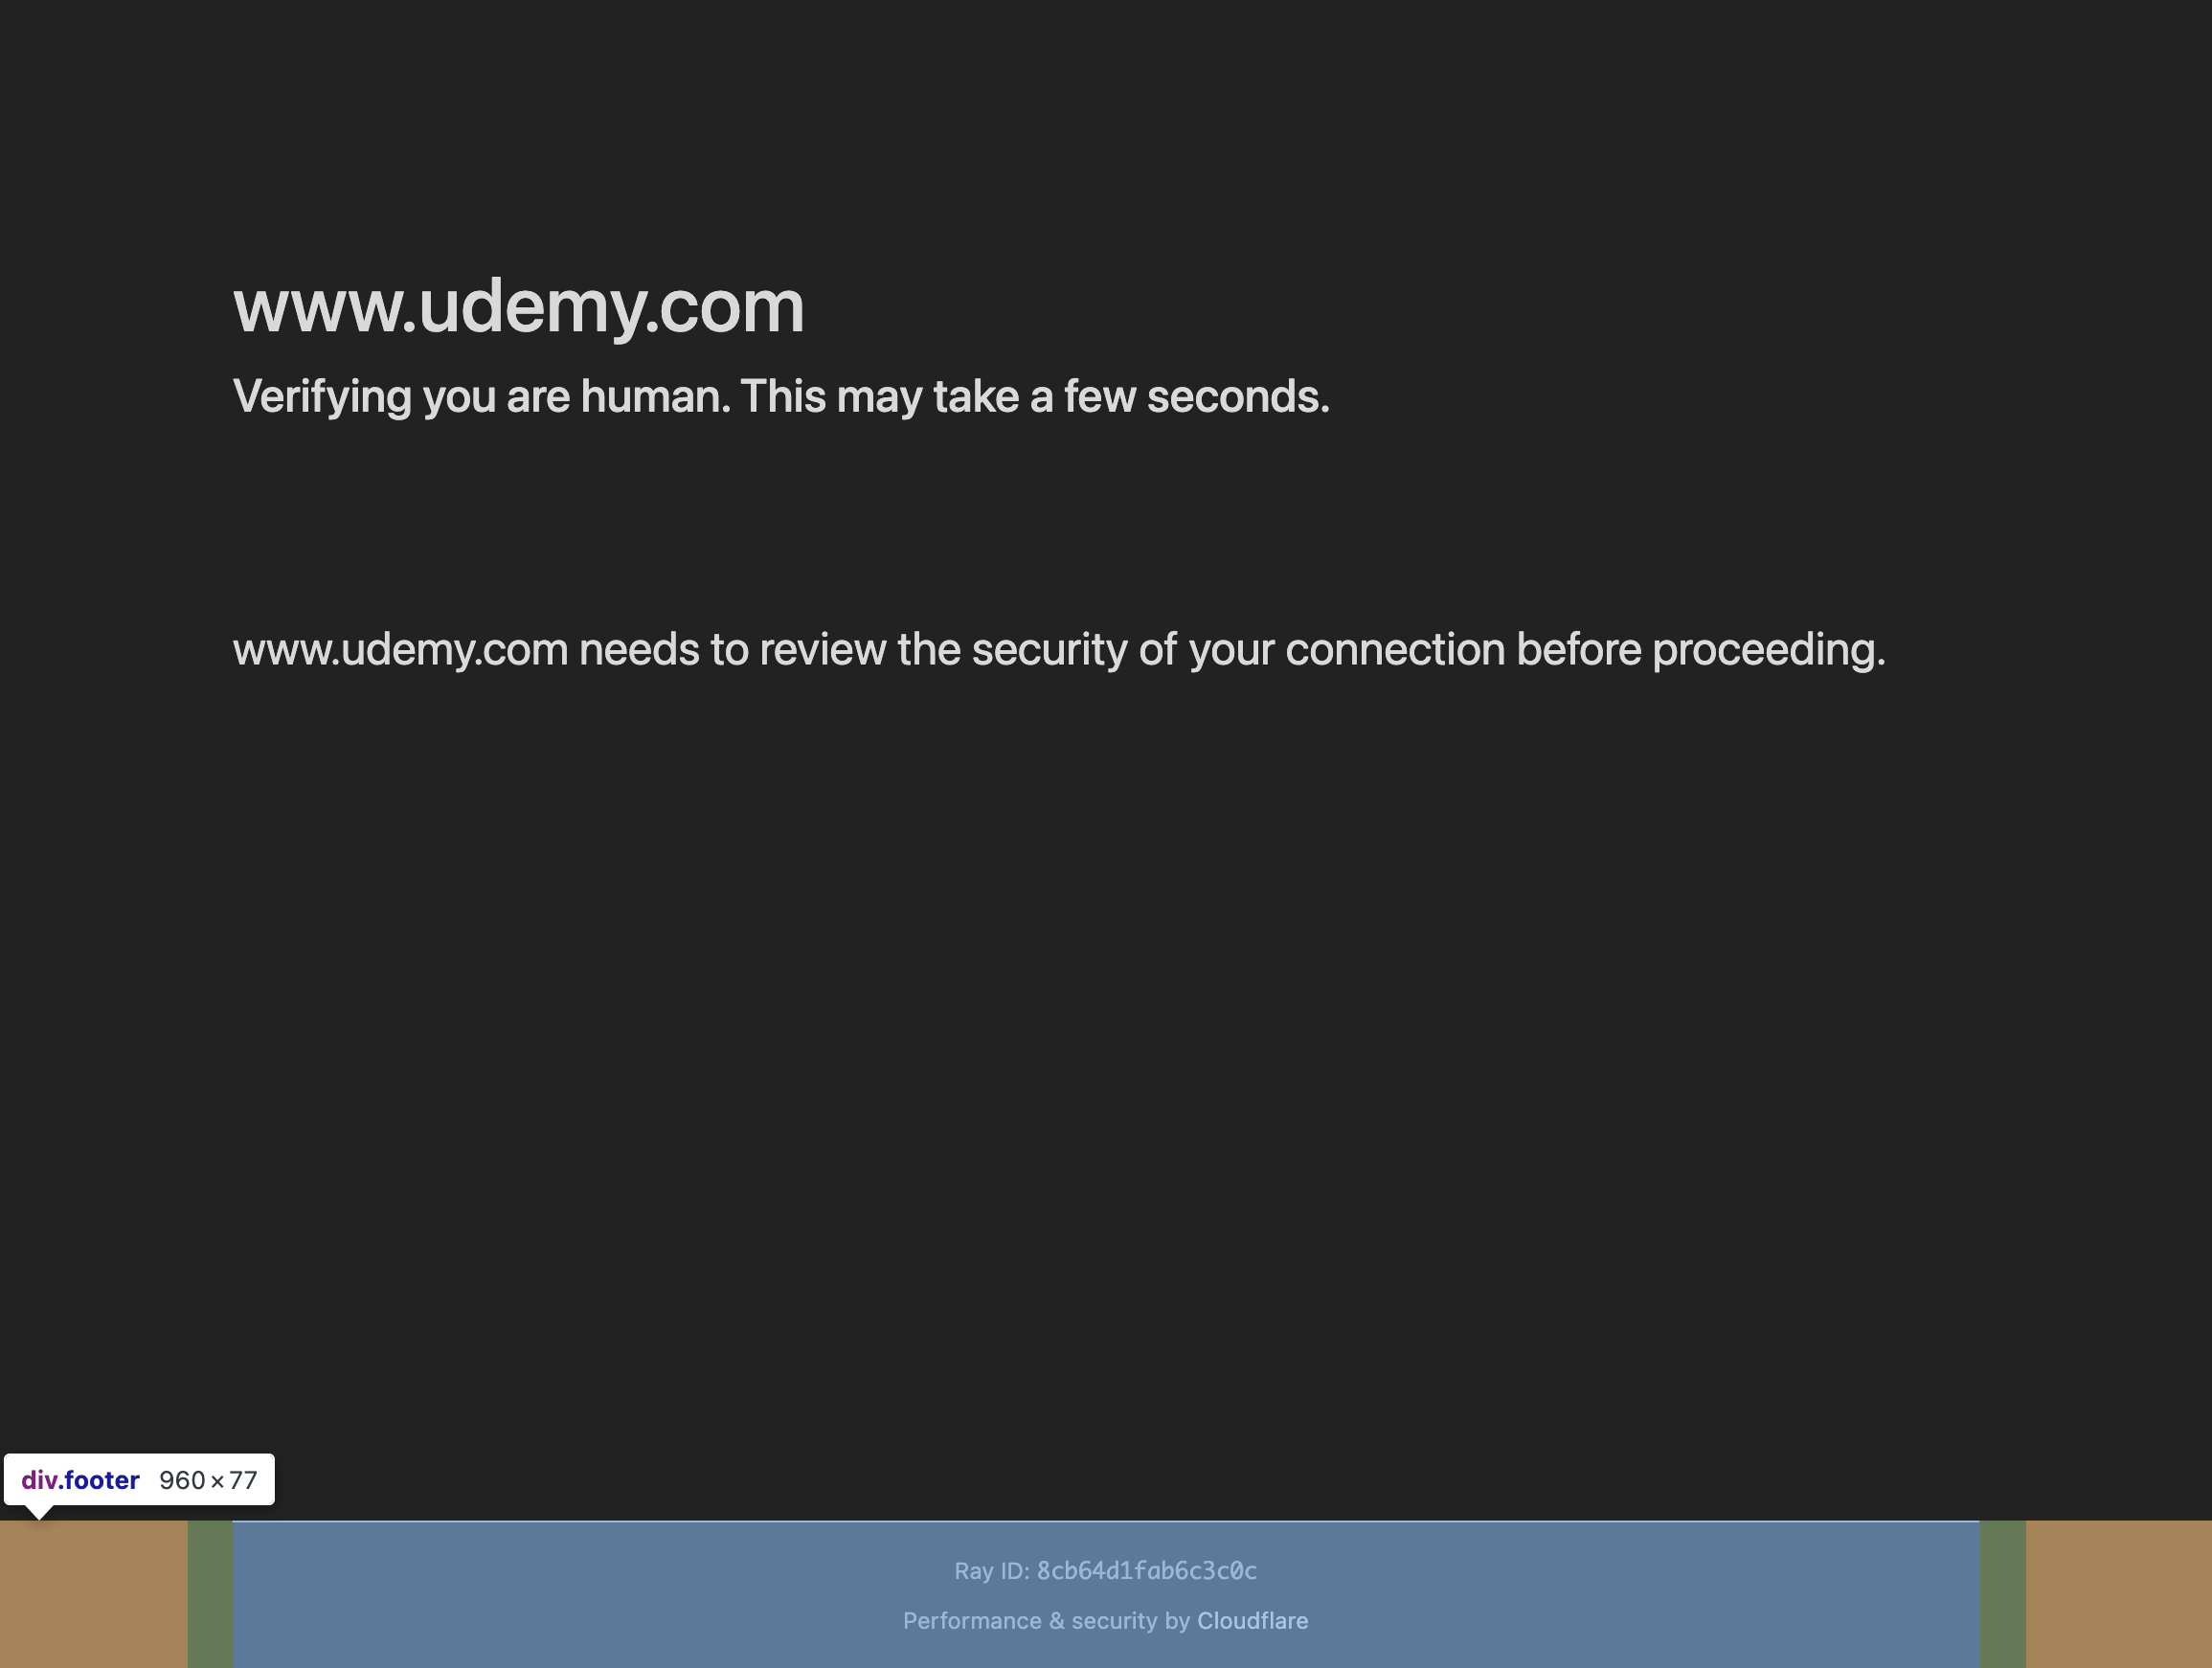 www.udemy.com
Verifying you are human. This may take a few seconds.
www.udemy.com needs to review the security of your connection before proceeding.
div.footer 960×77
Ray ID: 8cb64d1fab6c3c0c
Performance & security by Cloudflare